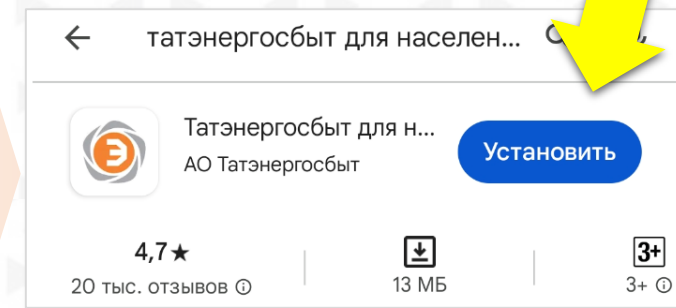 татэнергосбыт для населен...
Э
Татэнергосбыт для н...
АО Татэнергосбыт
Установить
4,7★
20 тыс. отзывов
13 МБ
3+
3+